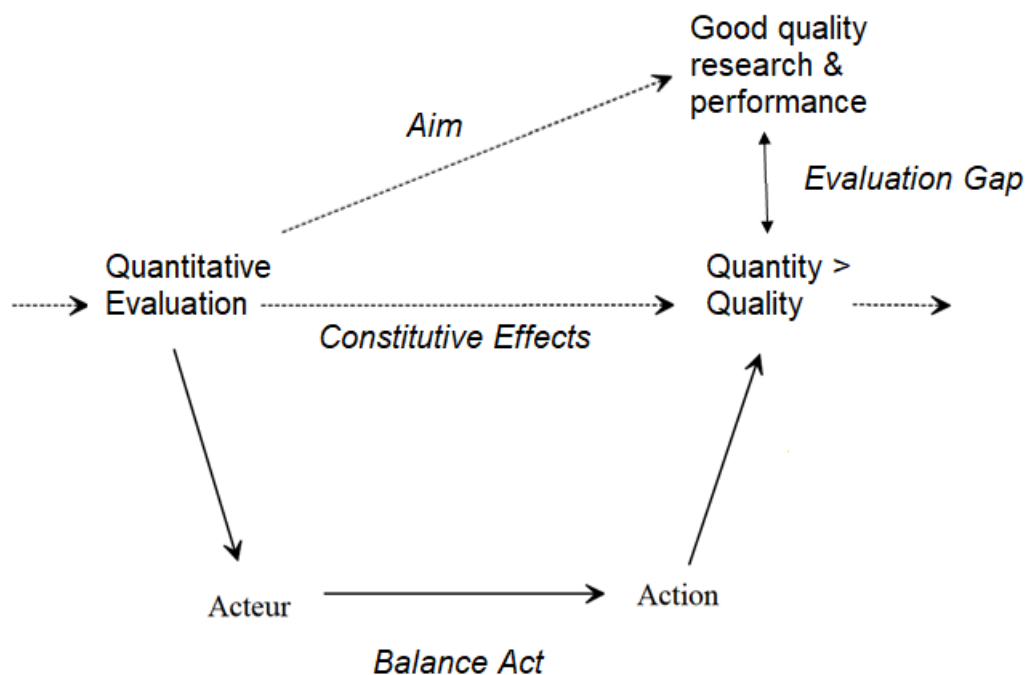 Good quality
research &
performance
Aim
Evaluation Gap
Quantitative
Evaluation
Quantity >
Quality
Constitutive Effects
Acteur
Action
Balance Act